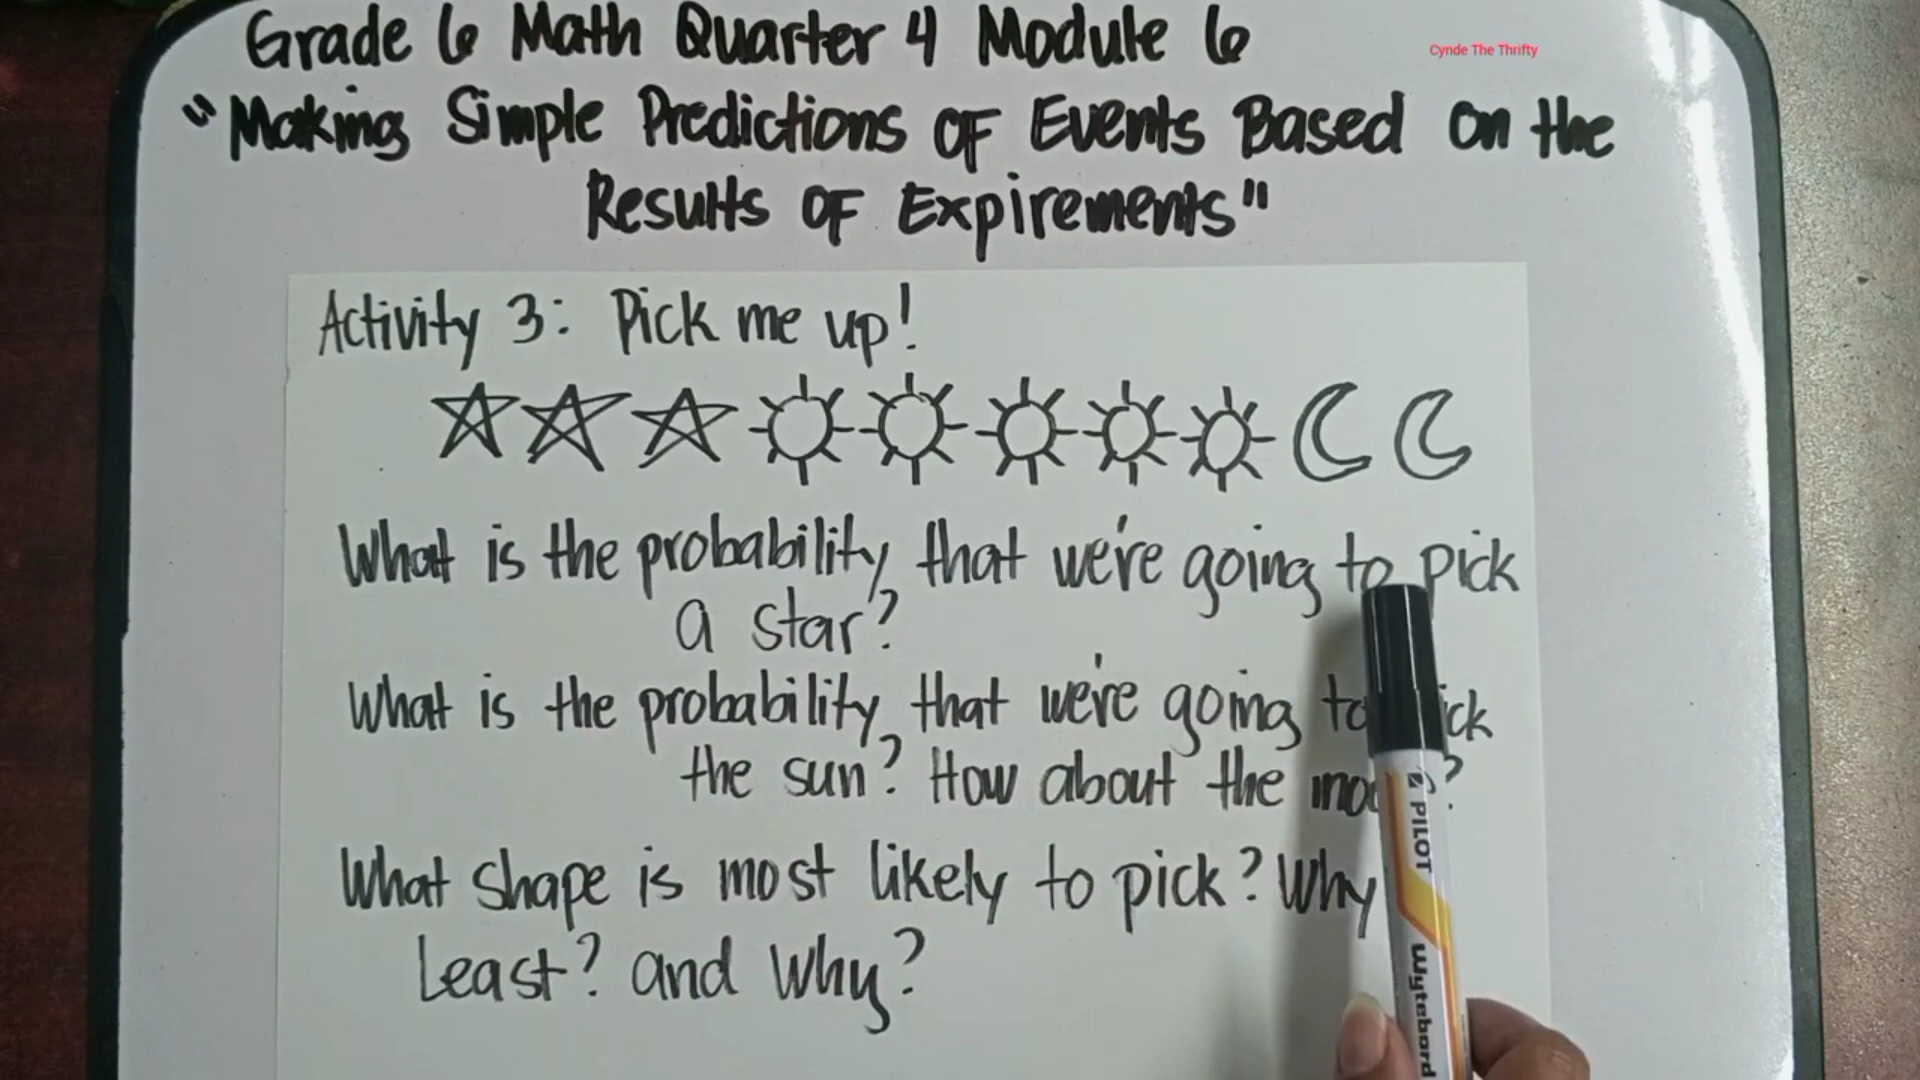 Grade 6 Math Quarter 4 Module 6
Cynde The Thrifty
"Making Simple Predictions of Events Based on the
Results of Expirements"
Activity 3: Pick me up!
What is the probability that we're going to pick
a star?
What is the probability that we're going
the sun? How about the
What shape is most likely to pick? Why
Least? and Why?
PILOT
Wytebord